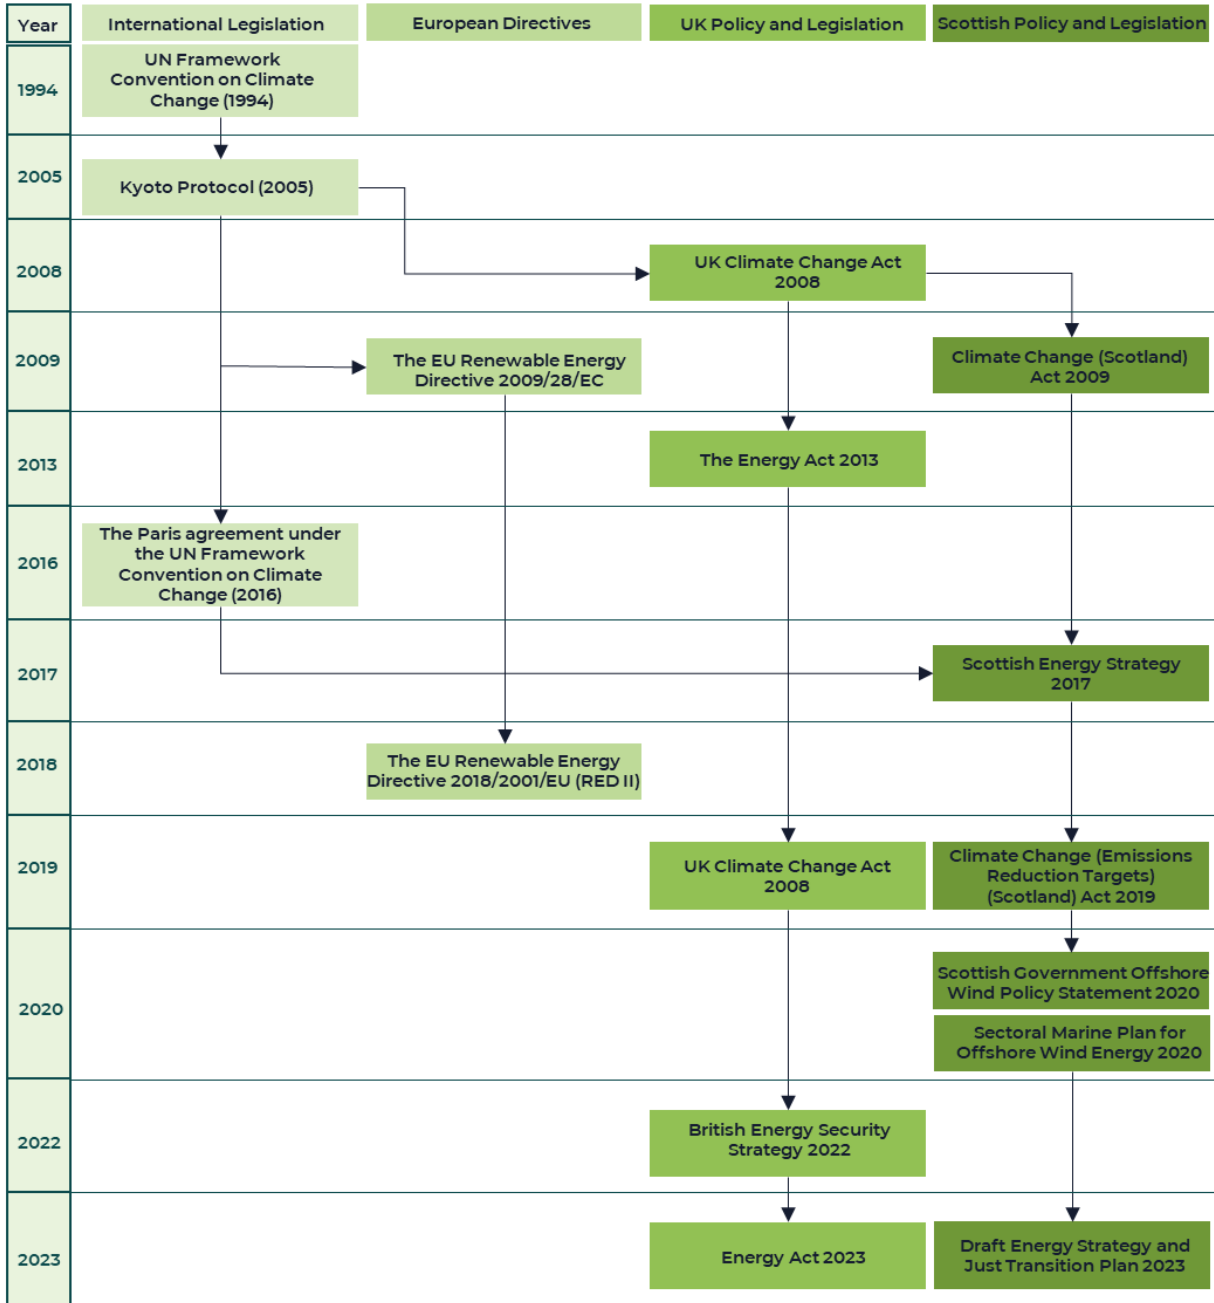 Year
International Legislation
European Directives
UK Policy and Legislation
Scottish Policy and Legislation
1994
UN Framework
Convention on Climate
Change (1994)
2005
Kyoto Protocol (2005)
2008
UK Climate Change Act
2008
2009
The EU Renewable Energy
Directive 2009/28/EC
Climate Change (Scotland)
Act 2009
2013
The Energy Act 2013
2016
The Paris agreement under
the UN Framework
Convention on Climate
Change (2016)
2017
Scottish Energy Strategy
2017
2018
The EU Renewable Energy
Directive 2018/2001/EU (RED II)
2019
UK Climate Change Act
2008
Climate Change (Emissions
Reduction Targets)
(Scotland) Act 2019
2020
Scottish Government Offshore
Wind Policy Statement 2020
Sectoral Marine Plan for
Offshore Wind Energy 2020
2022
British Energy Security
Strategy 2022
2023
Energy Act 2023
Draft Energy Strategy and
Just Transition Plan 2023